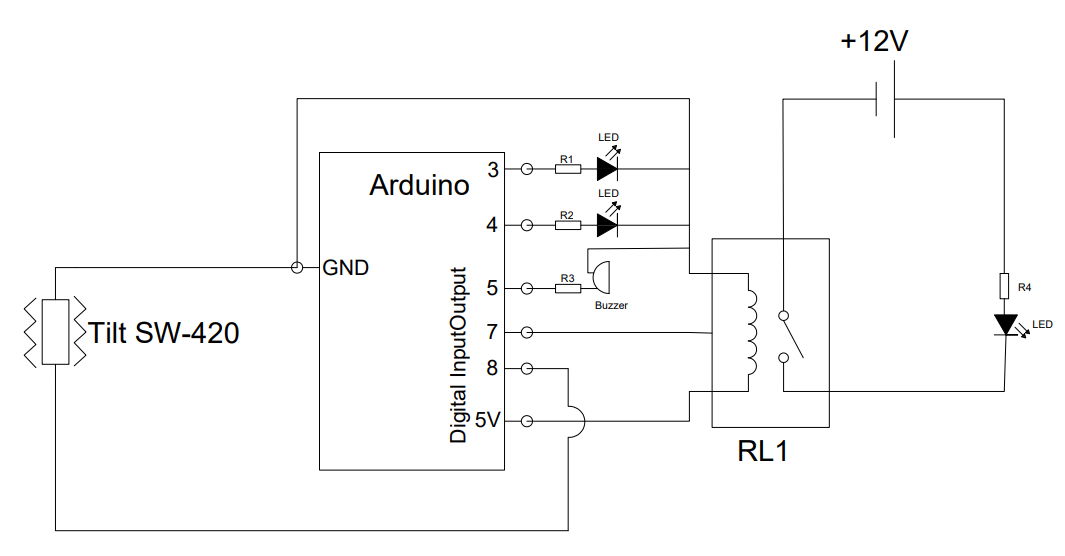 +12V
LED
Arduino
3
R1
LED
4
R2
GND
5
R3
Buzzer
R4
LED
Tilt SW-420
7
8
Digital InputOutput
5V
RL1